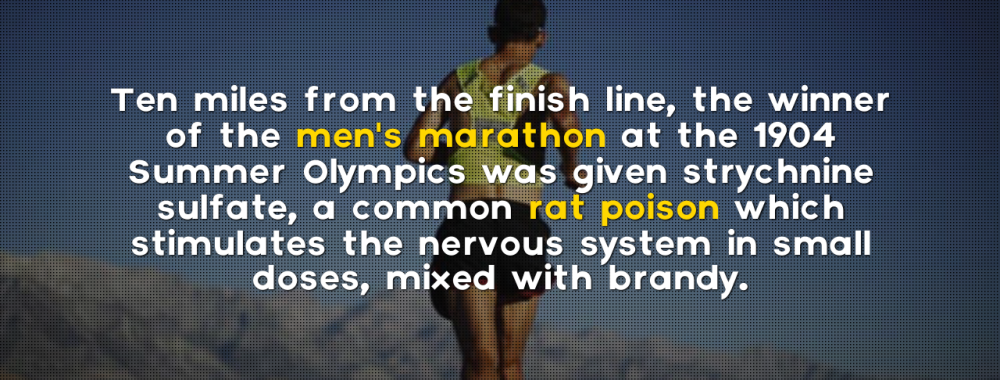 Ten miles from the finish line, the winner
of the men's marathon at the 1904
Summer Olympics was given strychnine
sulfate, a common rat poison which
stimulates the nervous system in small
doses, mixed with brandy.